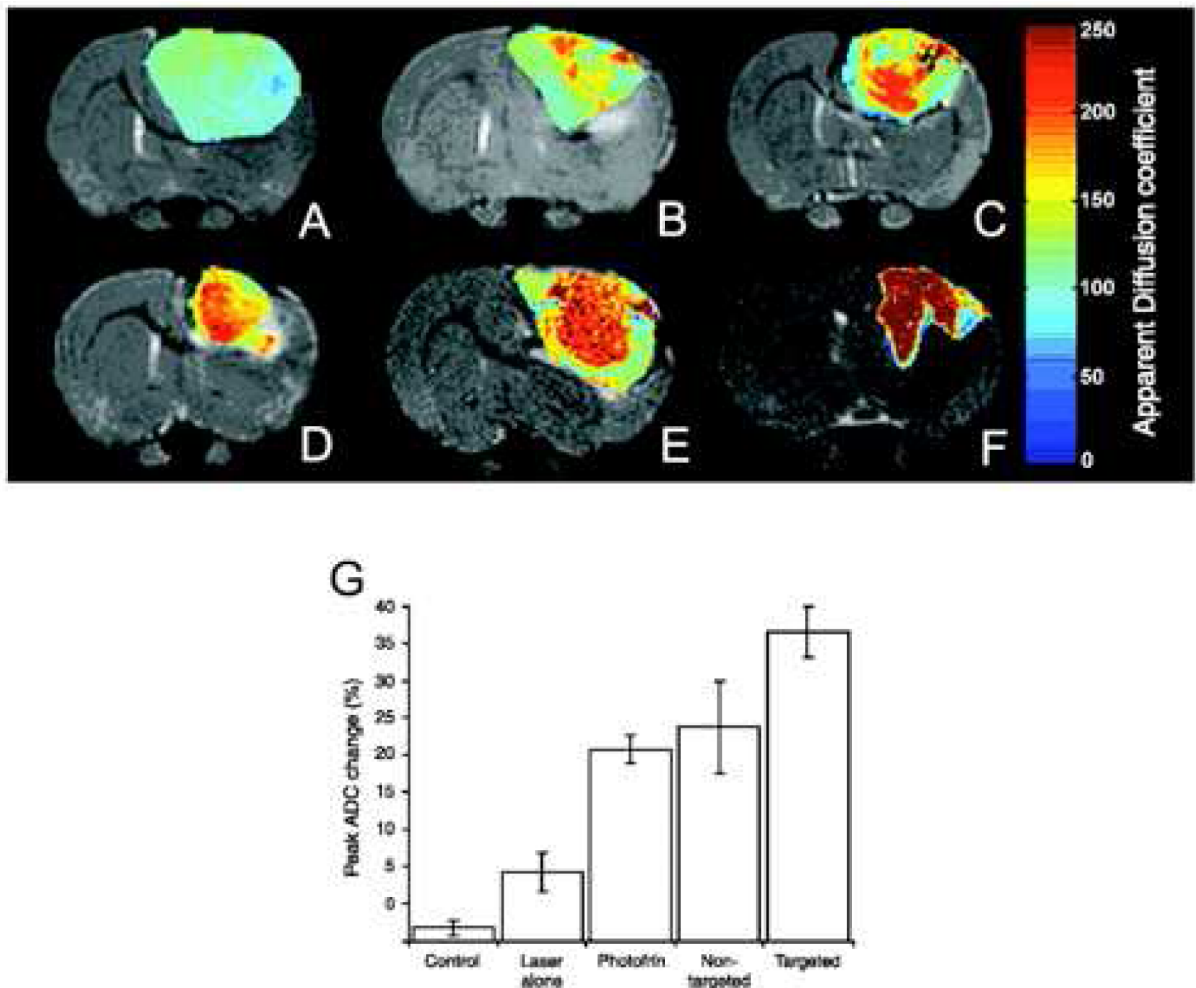 A
B
C
D
E
F
250
200
150
100
50
0
Apparent Diffusion coefficient
G
Peak ADC change (%)
40
35
30
25
20
15
10
5
0
Control
Laser
alone
Photofrin
Non-
targeted
Targeted